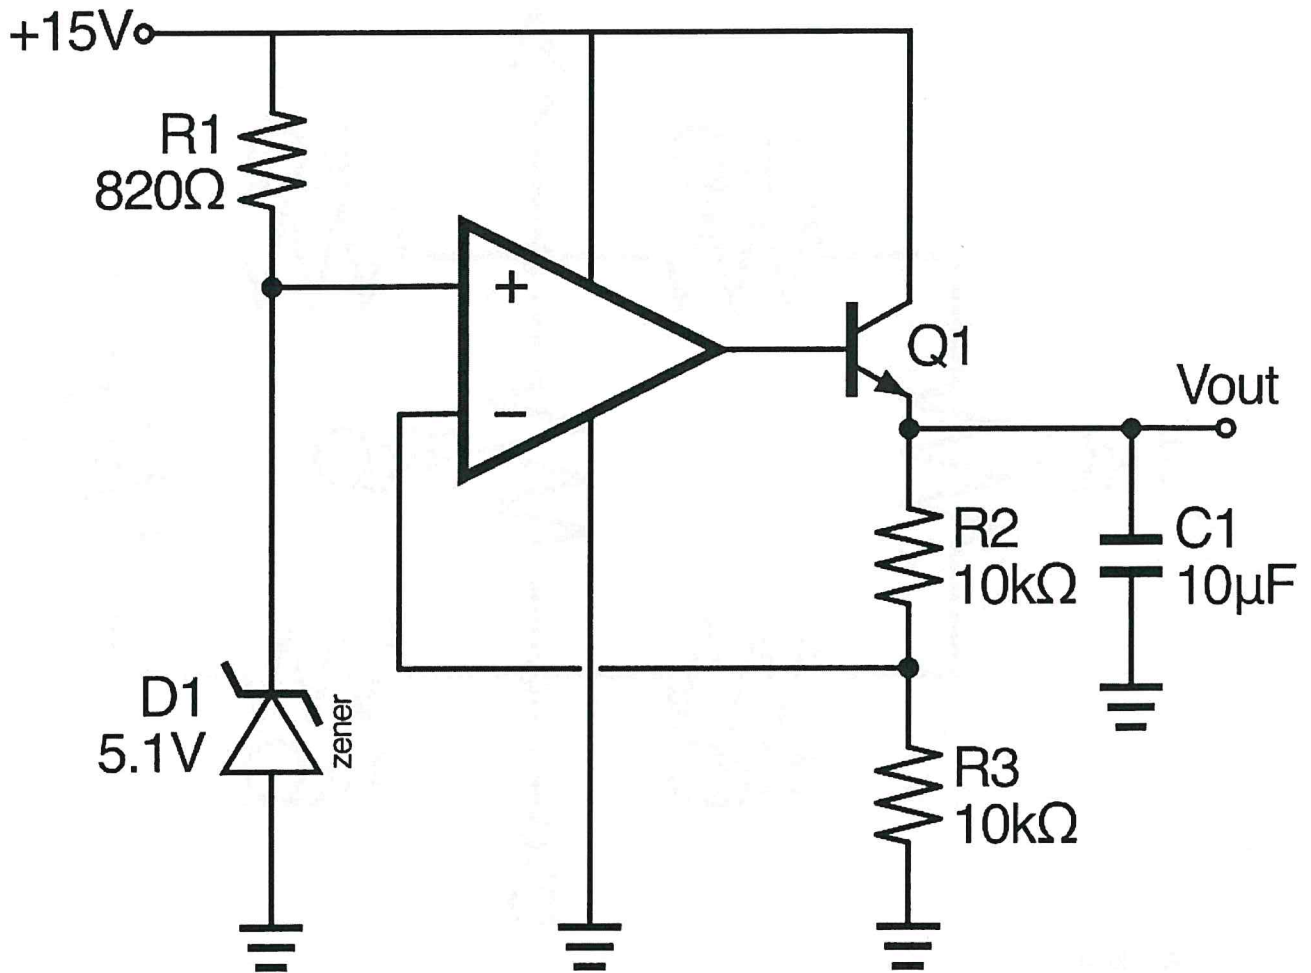 +15V
R1
820Ω
+
−
Q1
Vout
R2
10kΩ
C1
10µF
D1
5.1V
zener
R3
10kΩ